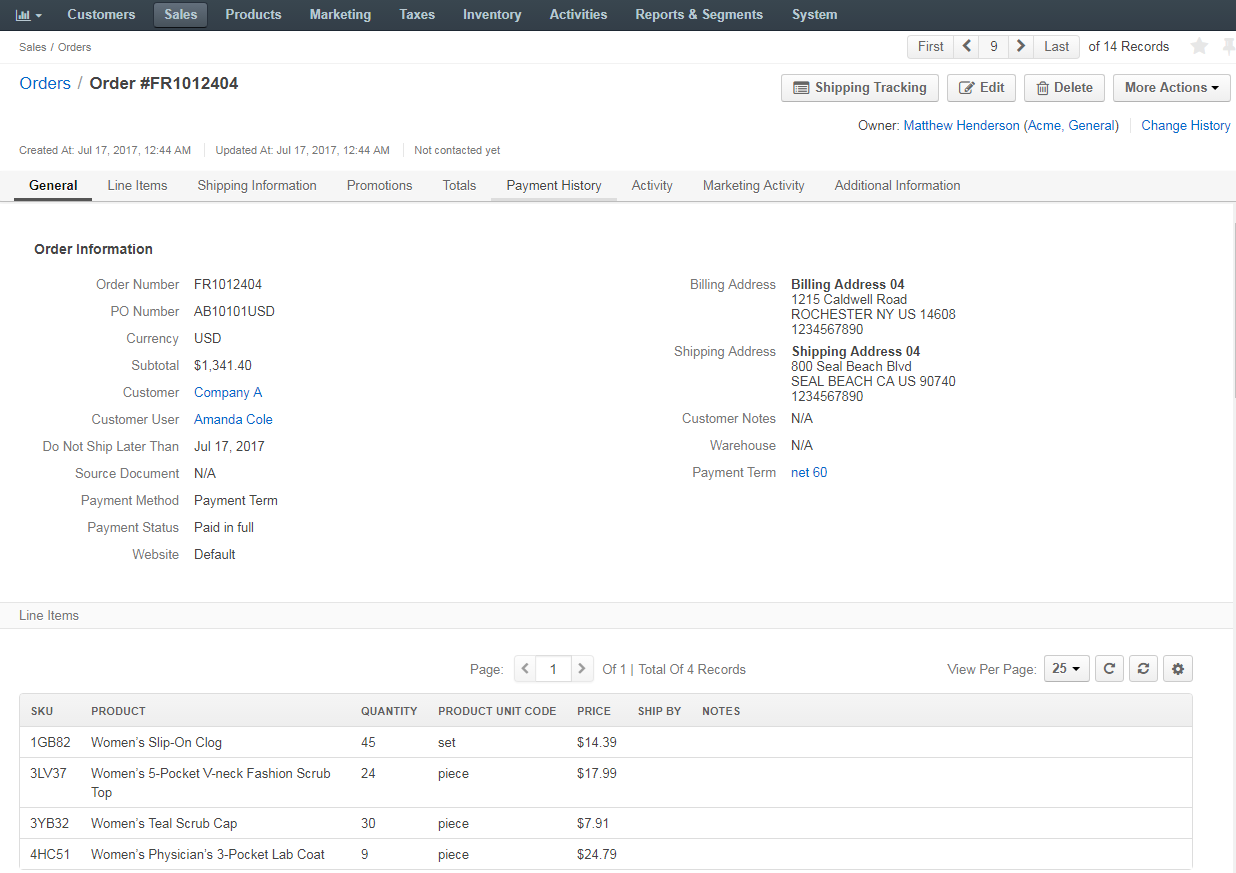 Customers Sales Products Marketing Taxes Inventory Activities Reports & Segments System
Sales / Orders
First 9 Last of 14 Records
Orders / Order #FR1012404
Shipping Tracking Edit Delete More Actions
Owner: Matthew Henderson (Acme, General) Change History
Created At: Jul 17, 2017, 12:44 AM Updated At: Jul 17, 2017, 12:44 AM Not contacted yet
General Line Items Shipping Information Promotions Totals Payment History Activity Marketing Activity Additional Information
Order Information
Order Number FR1012404
PO Number AB10101USD
Currency USD
Subtotal $1,341.40
Customer Company A
Customer User Amanda Cole
Do Not Ship Later Than Jul 17, 2017
Source Document N/A
Payment Method Payment Term
Payment Status Paid in full
Website Default
Billing Address Billing Address 04
1215 Caldwell Road
ROCHESTER NY US 14608
1234567890
Shipping Address Shipping Address 04
800 Seal Beach Blvd
SEAL BEACH CA US 90740
1234567890
Customer Notes N/A
Warehouse N/A
Payment Term net 60
Line Items
Page: 1 Of 1 | Total Of 4 Records View Per Page: 25
SKU PRODUCT QUANTITY PRODUCT UNIT CODE PRICE SHIP BY NOTES
1GB82 Women’s Slip-On Clog 45 set $14.39
3LV37 Women’s 5-Pocket V-neck Fashion Scrub 24 piece $17.99
Top
3YB32 Women’s Teal Scrub Cap 30 piece $7.91
4HC51 Women’s Physician’s 3-Pocket Lab Coat 9 piece $24.79